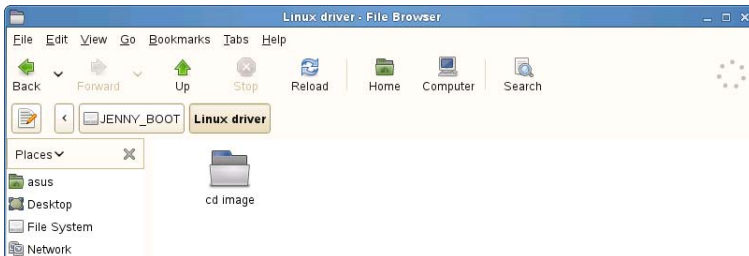 Linux driver - File Browser
File Edit View Go Bookmarks Tabs Help
Back Forward Up Stop Reload Home Computer Search
JENNY_BOOT Linux driver
Places
cd image
asus
Desktop
File System
Network